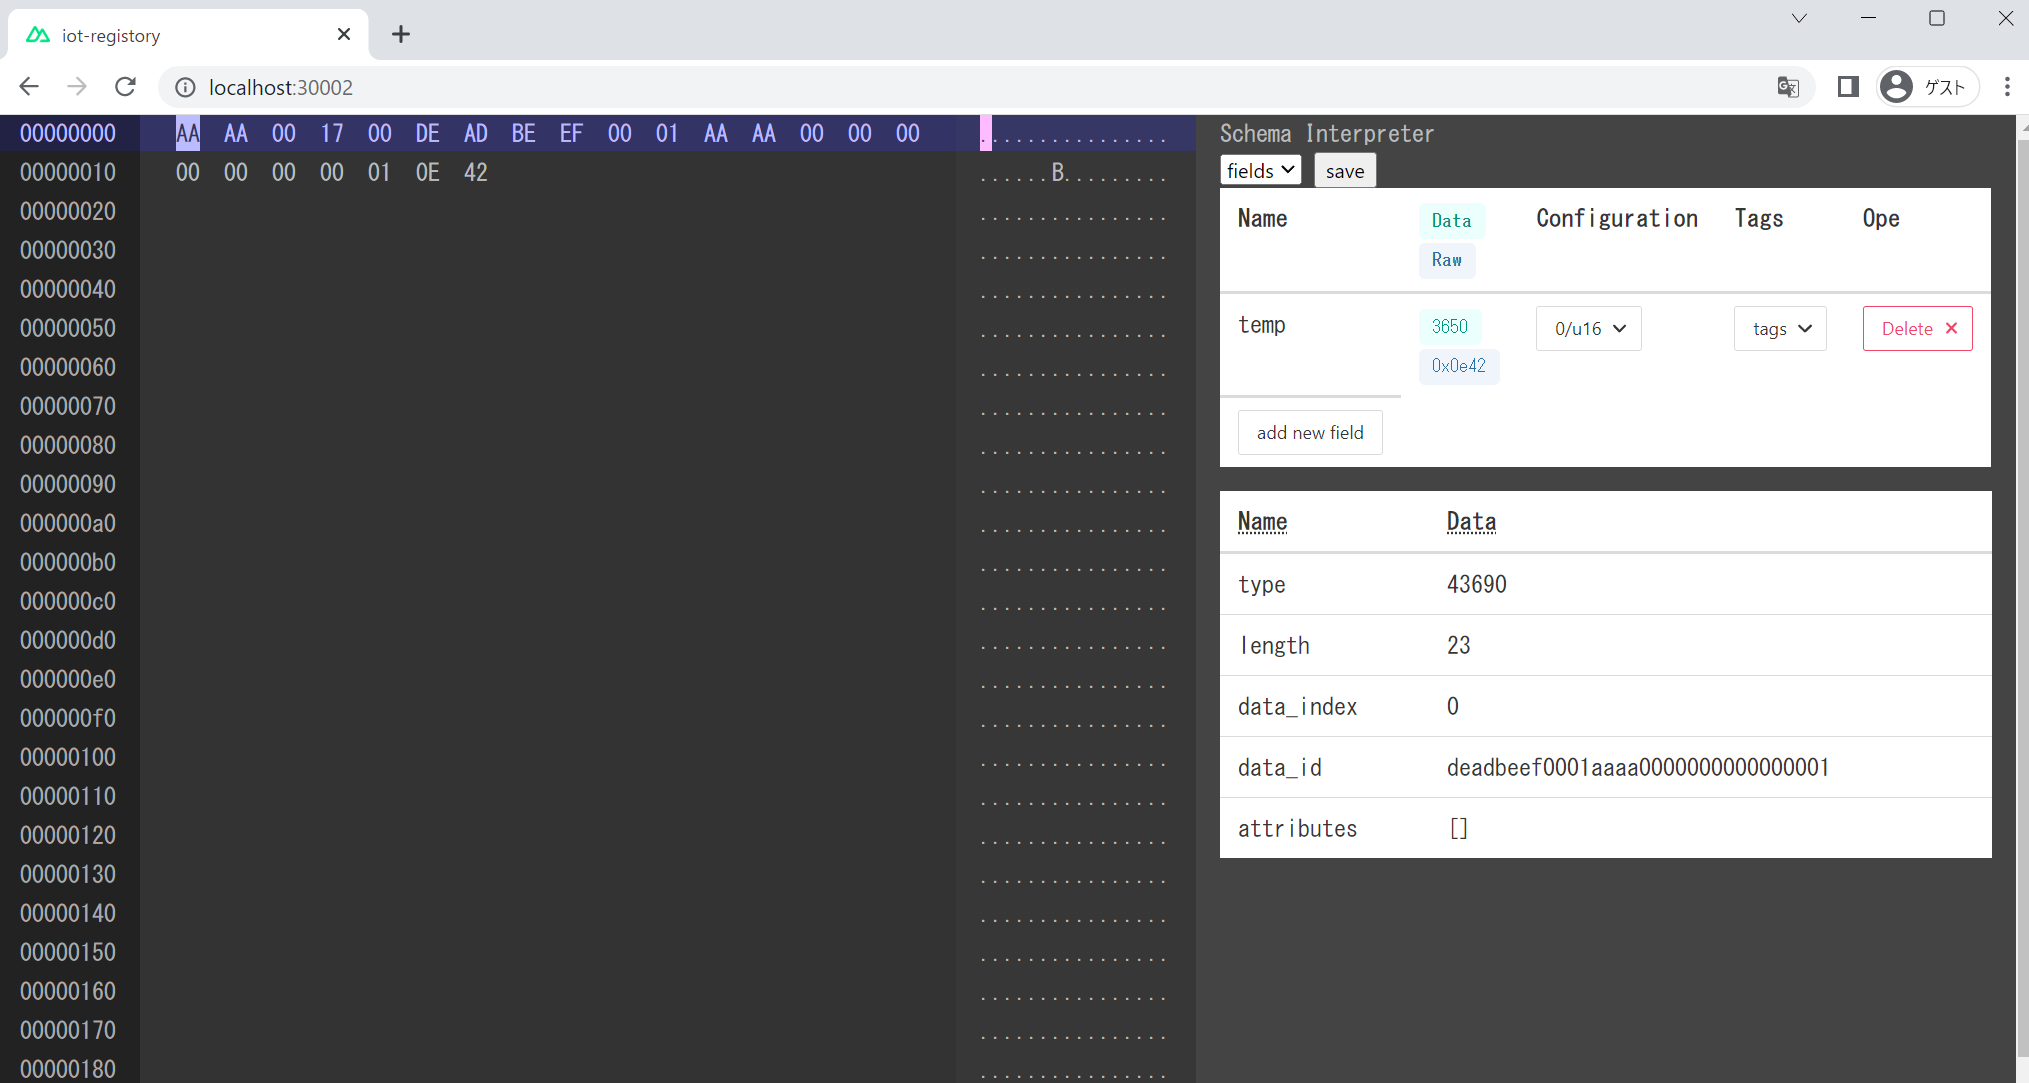 iot-registory
localhost:30002
ゲスト
00000000 AA AA 00 17 00 DE AD BE EF 00 01 AA AA 00 00 00 ................
00000010 00 00 00 00 01 0E 42 ......B.........
00000020 ................
00000030 ................
00000040 ................
00000050 ................
00000060 ................
00000070 ................
00000080 ................
00000090 ................
000000a0 ................
000000b0 ................
000000c0 ................
000000d0 ................
000000e0 ................
000000f0 ................
00000100 ................
00000110 ................
00000120 ................
00000130 ................
00000140 ................
00000150 ................
00000160 ................
00000170 ................
00000180 ................
Schema Interpreter
fields save
Name Data Configuration Tags Ope
Raw
temp 3650 0/u16 tags Delete
0x0e42
add new field
Name Data
type 43690
length 23
data_index 0
data_id deadbeef0001aaaa0000000000000001
attributes []